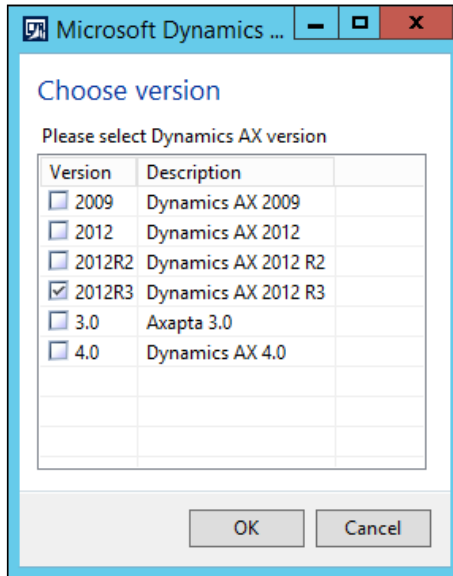 Microsoft Dynamics ...
Choose version
Please select Dynamics AX version
Version Description
2009 Dynamics AX 2009
2012 Dynamics AX 2012
2012R2 Dynamics AX 2012 R2
2012R3 Dynamics AX 2012 R3
3.0 Axapta 3.0
4.0 Dynamics AX 4.0
OK Cancel